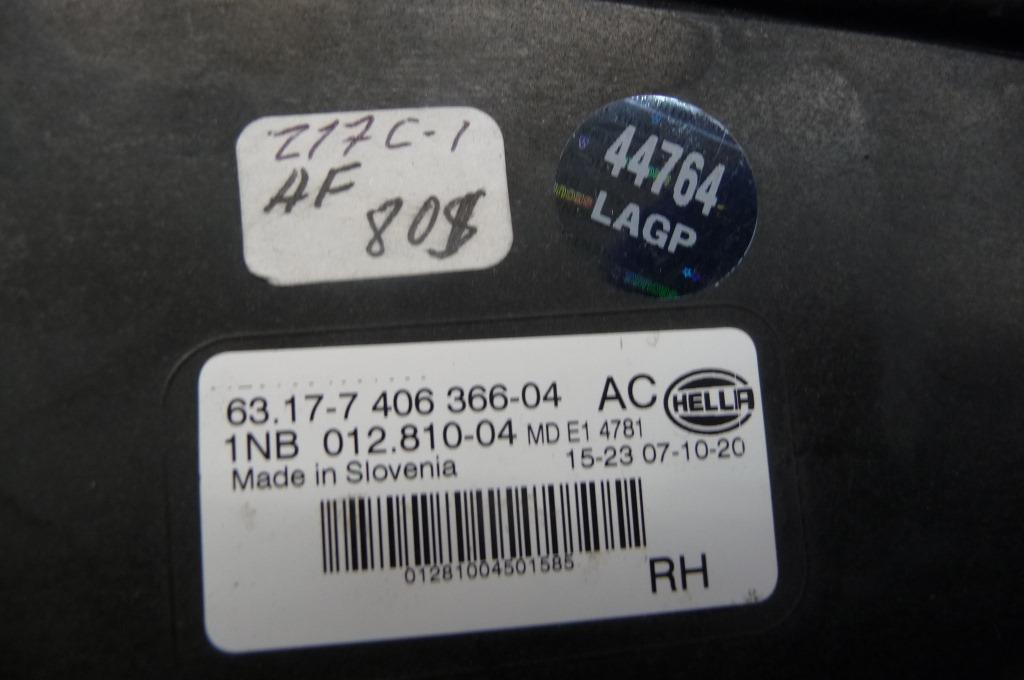 217C-1
AF
80$
44764
LAGP
63.17-7 406 366-04 AC HELLA
1NB 012.810-04 MD E1 4781
15-23 07-10-20
Made in Slovenia
01281004501585
RH